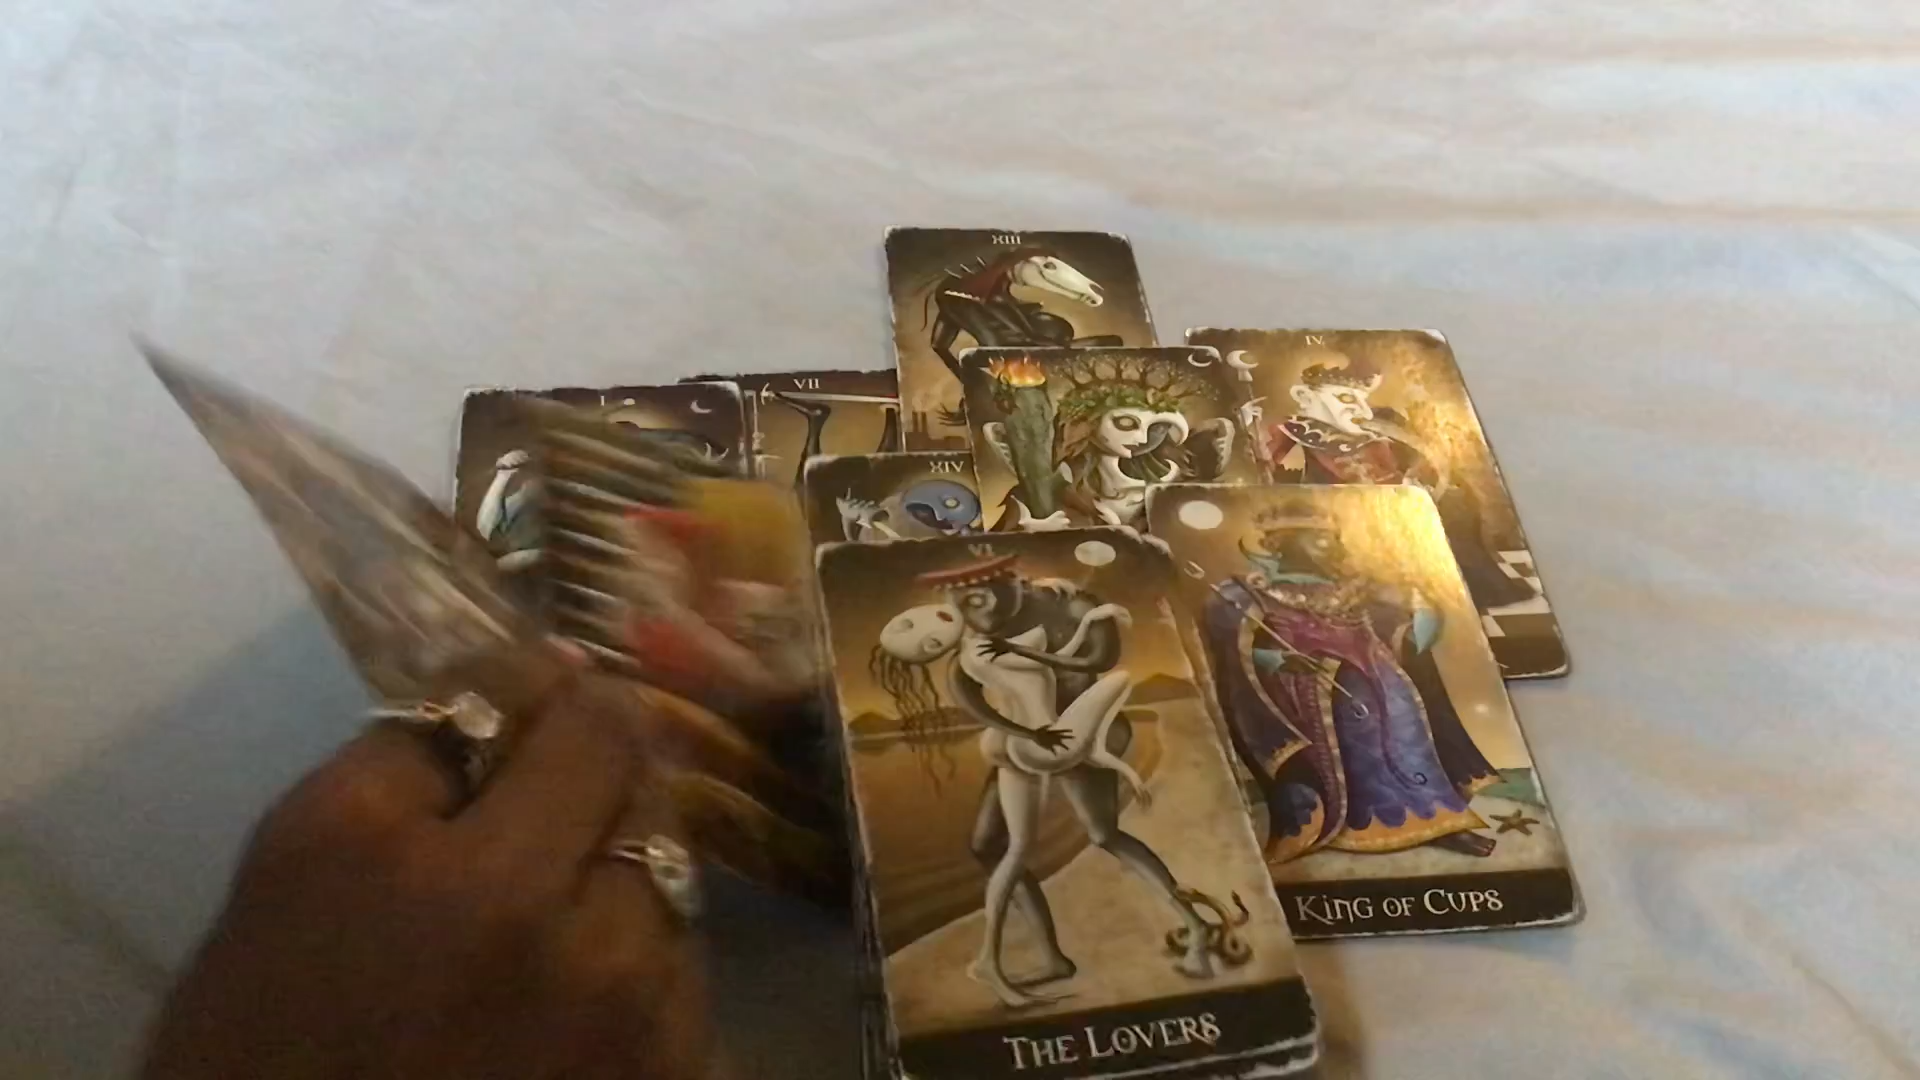 XIII
IV
VII
I
XIV
VI
KING OF CUPS
THE LOVERS